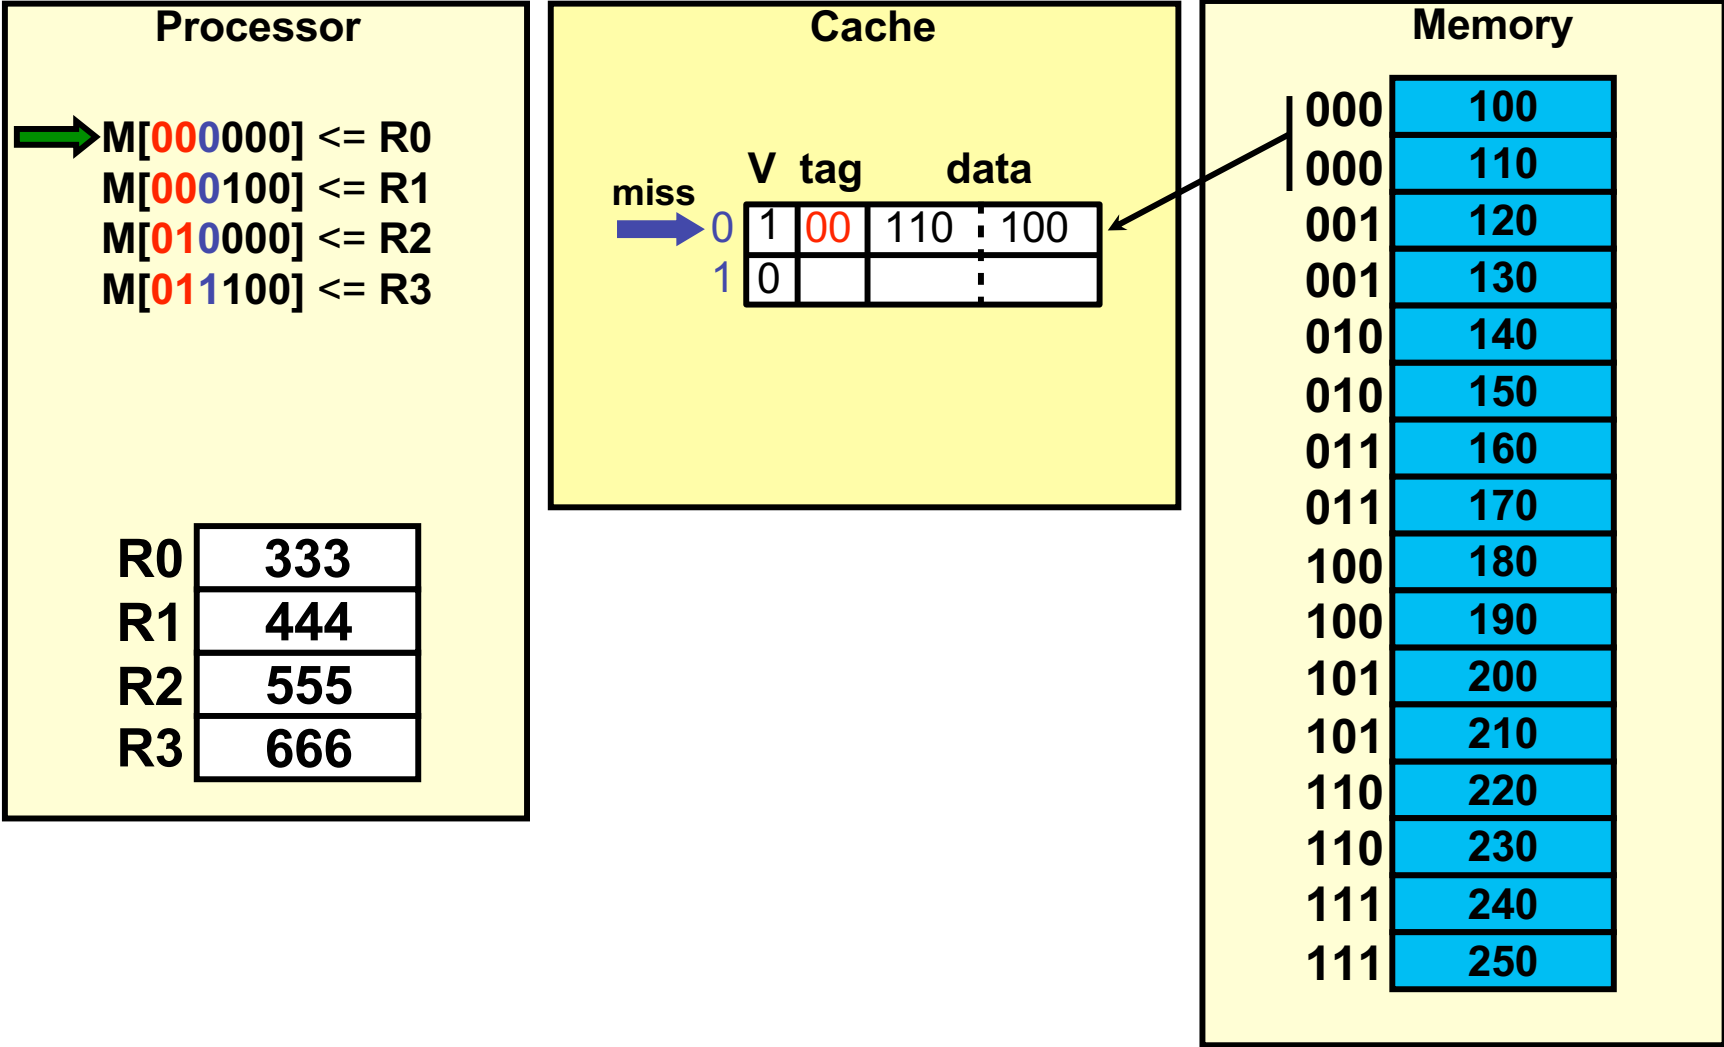 Processor
M[000000] <= R0
M[000100] <= R1
M[010000] <= R2
M[011100] <= R3
R0 333
R1 444
R2 555
R3 666
Cache
V tag data
miss
0 1 00 110 100
1 0
Memory
000 100
000 110
001 120
001 130
010 140
010 150
011 160
011 170
100 180
100 190
101 200
101 210
110 220
110 230
111 240
111 250